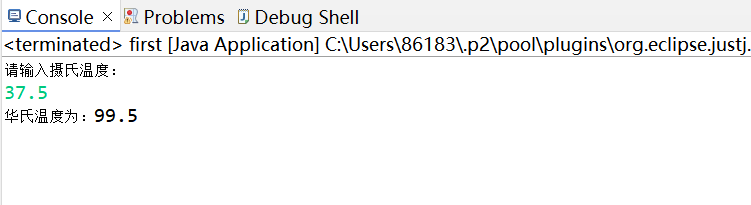 Console Problems Debug Shell
<terminated> first [Java Application] C:\Users\86183\.p2\pool\plugins\org.eclipse.justj.
请输入摄氏温度：
37.5
华氏温度为：99.5